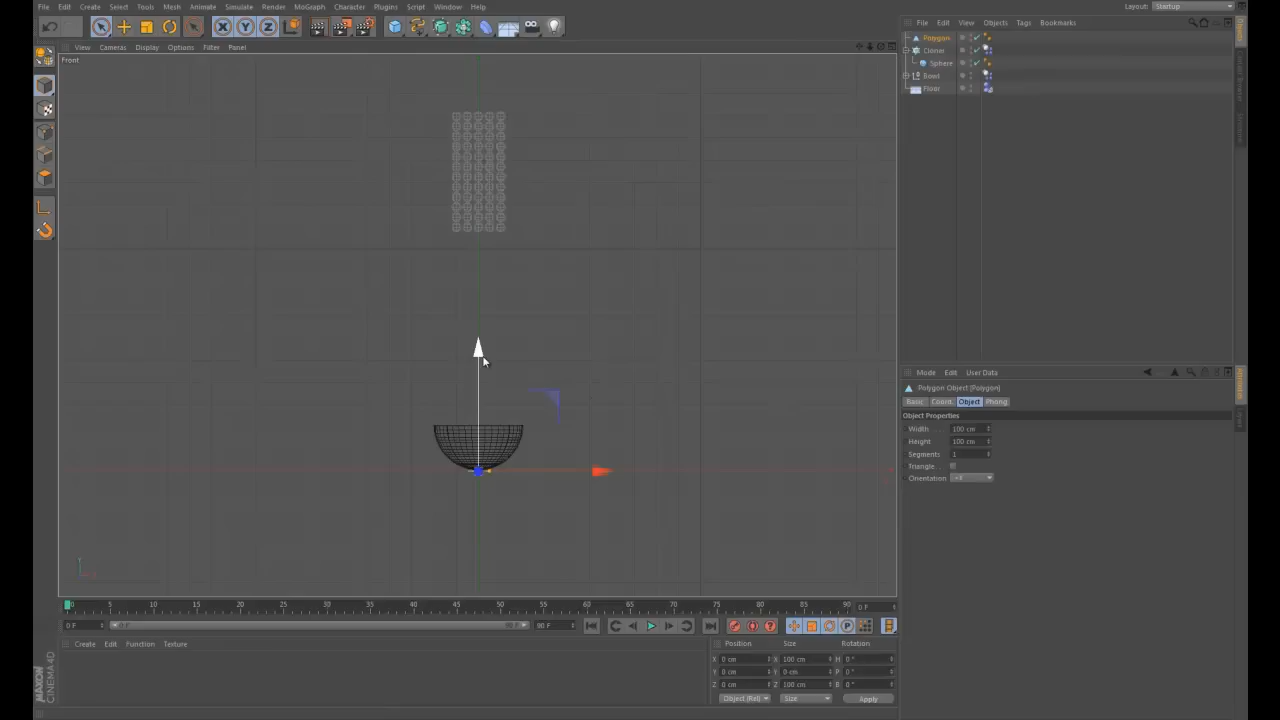 File Edit Create Select Tools Mesh Animate Simulate Render MoGraph Character Plugins Script Window Help
Layout: Startup
View Cameras Display Options Filter Panel
Front
File Edit View Objects Tags Bookmarks
Polygon
Cloner
Sphere
Floor
Mode Edit User Data
Polygon Object [Polygon]
Basic Coord. Object Phong
Object Properties
Width 100 cm
Height 100 cm
Segments 1
Triangle
Orientation
0 5 10 15 20 25 30 35 40 45 50 55 60 65 70 75 80 85 90 0 F
0 F 0 F 90 F 90 F
Create Edit Function Texture
Position Size Rotation
X 0 cm X 100 cm H 0 °
Y 0 cm Y 0 cm P 0 °
Z 0 cm Z 100 cm B 0 °
Object (Rel) Size Apply
MAXON
CINEMA 4D